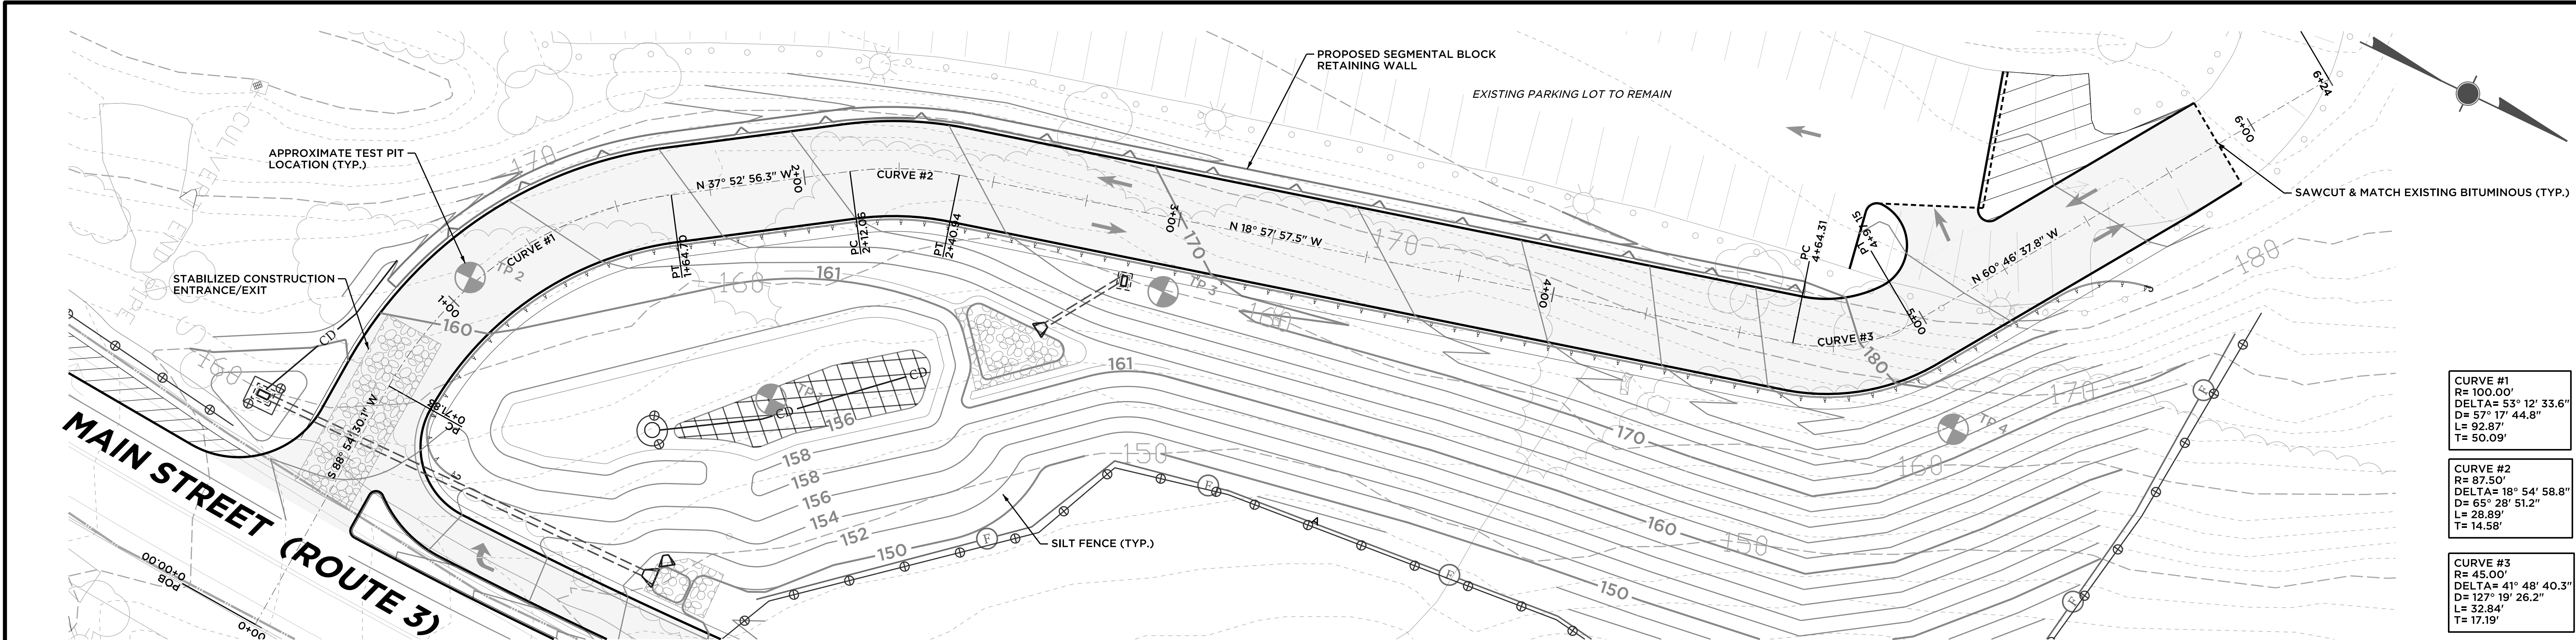 PROPOSED SEGMENTAL BLOCK
RETAINING WALL
EXISTING PARKING LOT TO REMAIN
6+24
6+00
APPROXIMATE TEST PIT
LOCATION (TYP.)
170
N 37° 52' 56.3" W
2+00
CURVE #2
SAWCUT & MATCH EXISTING BITUMINOUS (TYP.)
CURVE #1
TP 2
PT
1+64.70
PC
2+12.05
PT
2+40.94
3+00
170
N 18° 57' 57.5" W
170
PC
4+64.31
PT
4+97.15
N 60° 46' 37.8" W
180
STABILIZED CONSTRUCTION
ENTRANCE/EXIT
1+00
160
161
160
TP 3
160
4+00
5+00
CURVE #3
180
CD
160
161
170
PC
0+71.83
S 88° 54' 30.1" W
CD
CD
TP 1
156
158
158
156
154
152
150
150
170
TP 4
160
160
150
150
SILT FENCE (TYP.)
F
E
E
F
F
MAIN STREET (ROUTE 3)
POB
0+00.00
0+00
CURVE #1
R= 100.00'
DELTA= 53° 12' 33.6"
D= 57° 17' 44.8"
L= 92.87'
T= 50.09'
CURVE #2
R= 87.50'
DELTA= 18° 54' 58.8"
D= 65° 28' 51.2"
L= 28.89'
T= 14.58'
CURVE #3
R= 45.00'
DELTA= 41° 48' 40.3"
D= 127° 19' 26.2"
L= 32.84'
T= 17.19'